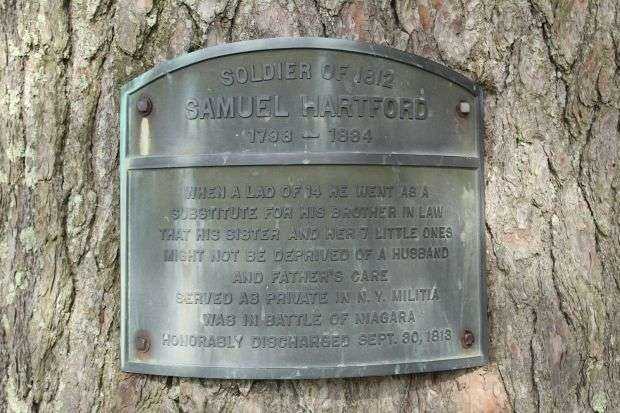 SOLDIER OF 1812
SAMUEL HARTFORD
1798 — 1884
WHEN A LAD OF 14 HE WENT AS A
SUBSTITUTE FOR HIS BROTHER IN LAW
THAT HIS SISTER AND HER 7 LITTLE ONES
MIGHT NOT BE DEPRIVED OF A HUSBAND
AND FATHER'S CARE
SERVED AS PRIVATE IN N.Y. MILITIA
WAS IN BATTLE OF NIAGARA
HONORABLY DISCHARGED SEPT. 30, 1813